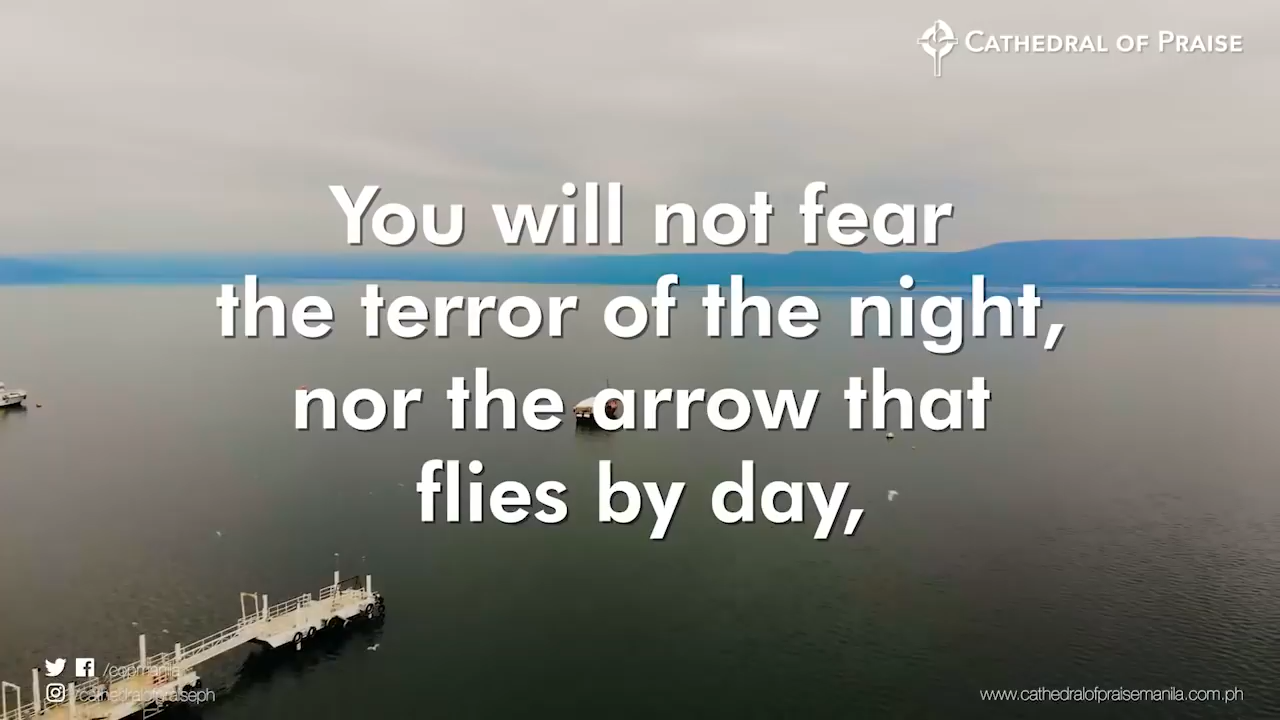 CATHEDRAL OF PRAISE
You will not fear
the terror of the night,
nor the arrow that
flies by day,
/copmanila
/cathedralofpraiseph
www.cathedralofpraisemanila.com.ph